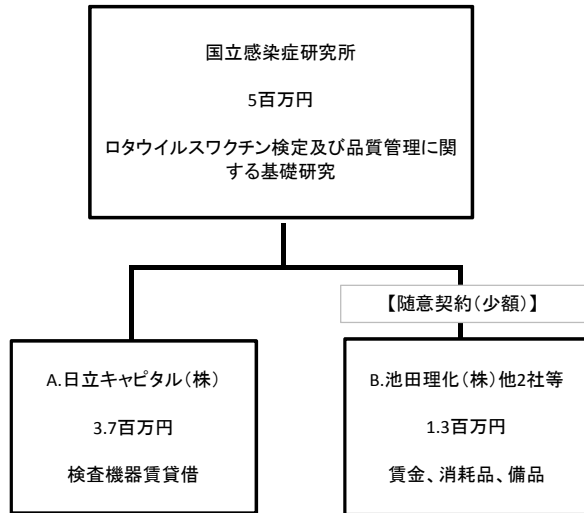 国立感染症研究所
5百万円
ロタウイルスワクチン検定及び品質管理に関
する基礎研究
【随意契約（少額）】
A.日立キャピタル（株）
3.7百万円
検査機器賃貸借
B.池田理化（株）他2社等
1.3百万円
賃金、消耗品、備品